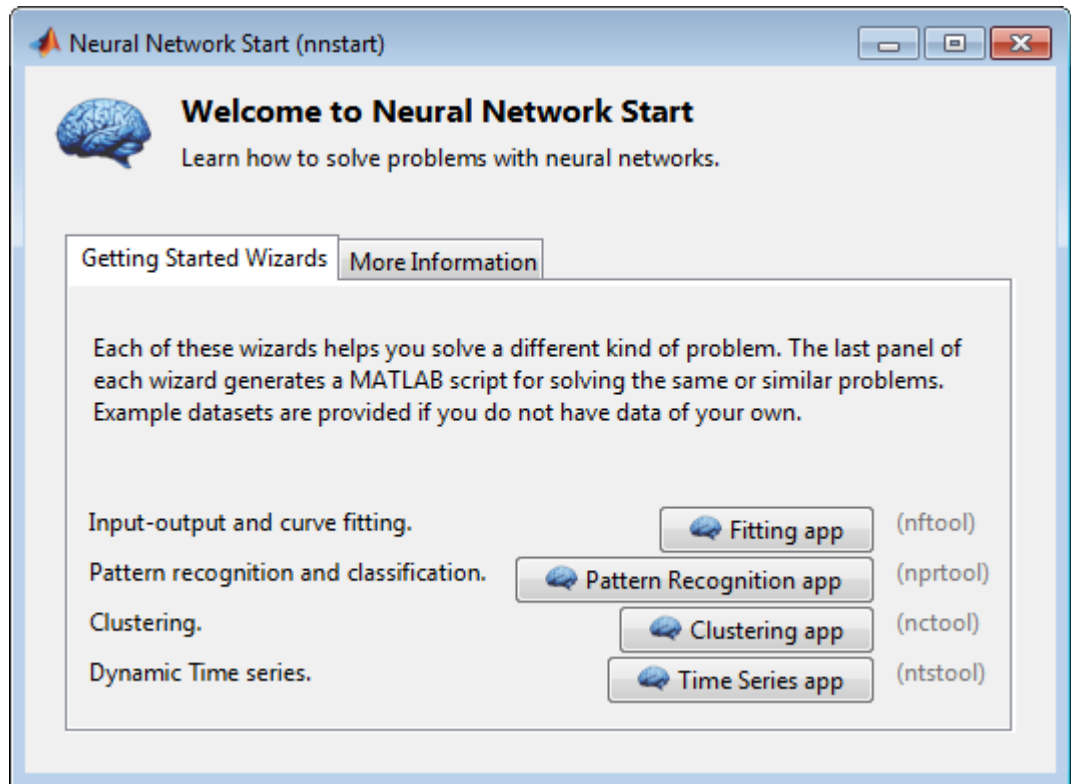 Neural Network Start (nnstart)
Welcome to Neural Network Start
Learn how to solve problems with neural networks.
Getting Started Wizards More Information
Each of these wizards helps you solve a different kind of problem. The last panel of
each wizard generates a MATLAB script for solving the same or similar problems.
Example datasets are provided if you do not have data of your own.
Input-output and curve fitting. Fitting app (nftool)
Pattern recognition and classification. Pattern Recognition app (nprtool)
Clustering. Clustering app (nctool)
Dynamic Time series. Time Series app (ntstool)